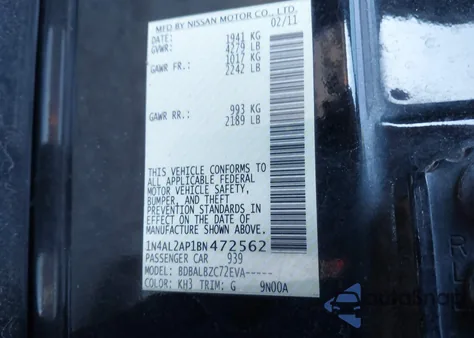 MFD BY NISSAN MOTOR CO., LTD.
02/11
DATE: 1941 KG
GVWR: 4279 LB
GAWR FR.: 1017 KG
2242 LB
GAWR RR.: 993 KG
2189 LB
THIS VEHICLE CONFORMS TO
ALL APPLICABLE FEDERAL
MOTOR VEHICLE SAFETY,
BUMPER, AND THEFT
PREVENTION STANDARDS IN
EFFECT ON THE DATE OF
MANUFACTURE SHOWN ABOVE.
1N4AL2AP1BN472562
PASSENGER CAR 939
MODEL: BDBALBZC72EVA-----
COLOR: KH3 TRIM: G 9N00A